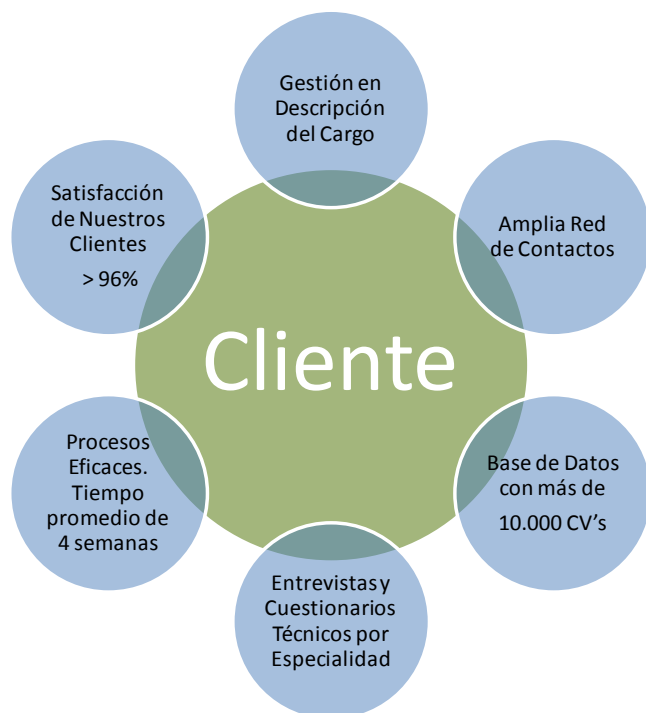 Gestión en
Descripción
del Cargo
Amplia Red
de Contactos
Base de Datos
con más de
10.000 CV’s
Entrevistas y
Cuestionarios
Técnicos por
Especialidad
Procesos
Eficaces.
Tiempo
promedio de
4 semanas
Satisfacción
de Nuestros
Clientes
> 96%
Cliente